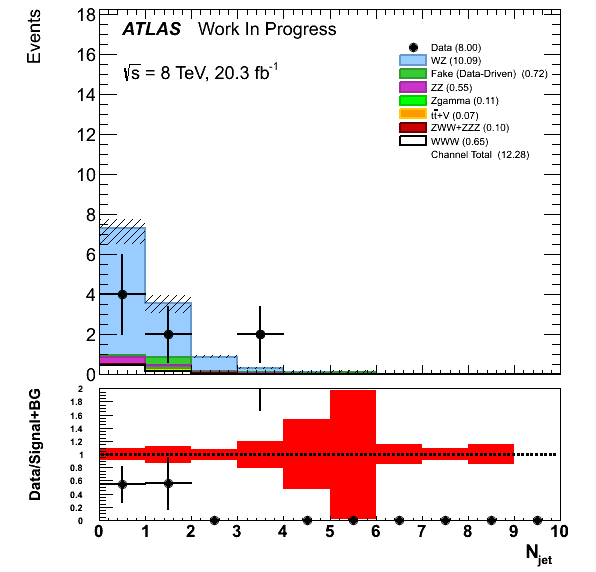 Events
ATLAS Work In Progress
√s = 8 TeV, 20.3 fb⁻¹
Data (8.00)
WZ (10.09)
Fake (Data-Driven) (0.72)
ZZ (0.55)
Zgamma (0.11)
tt̄+V (0.07)
ZWW+ZZZ (0.10)
WWW (0.65)
Channel Total (12.28)
18
16
14
12
10
8
6
4
2
0
Data/Signal+BG
2
1.8
1.6
1.4
1.2
1
0.8
0.6
0.4
0.2
0
0 1 2 3 4 5 6 7 8 9 10
N_jet